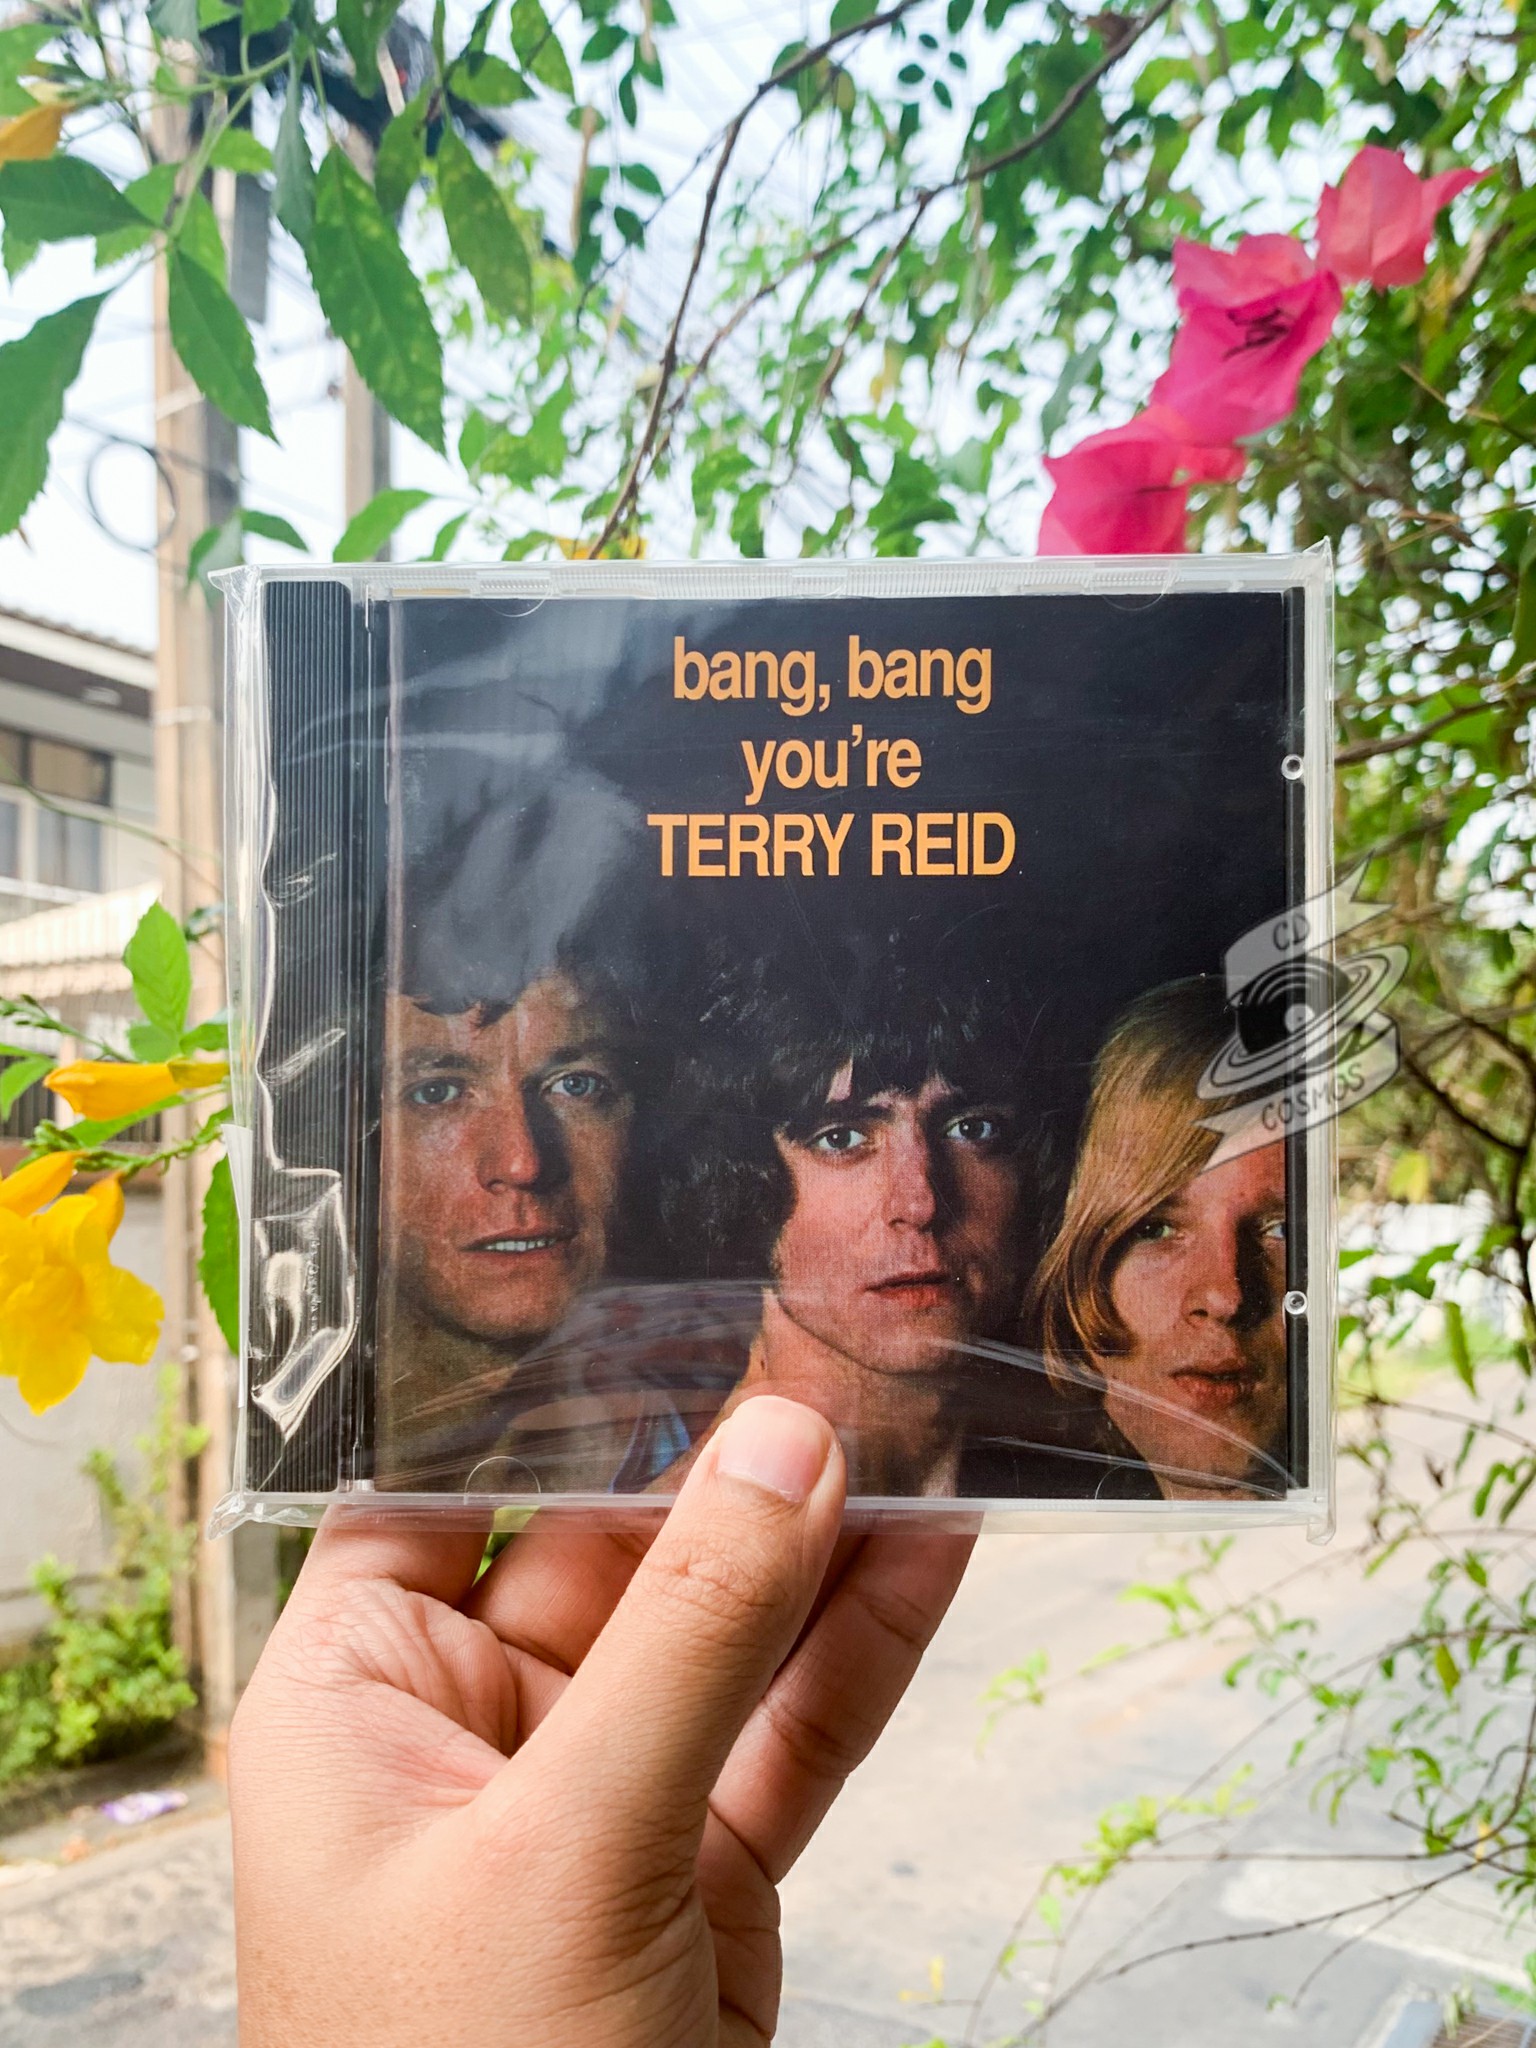 bang, bang
you're
TERRY REID
CD
COSMOS